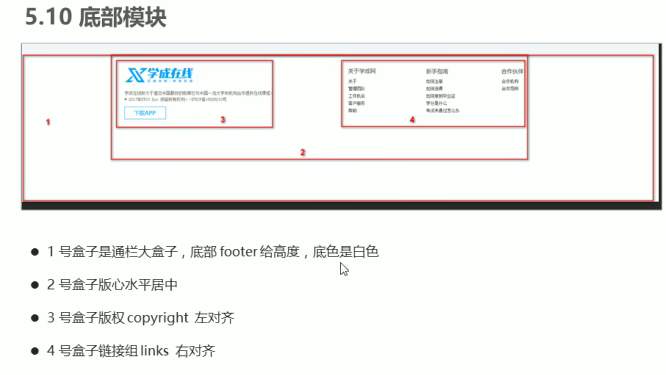 5.10 底部模块
学成在线
下载APP
关于学成网
关于
管理团队
工作机会
客户服务
帮助
新手指南
如何注册
如何选课
如何拿到毕业证
学分是什么
考试未通过怎么办
合作伙伴
合作机构
合作导师
1
2
3
4
● 1 号盒子是通栏大盒子，底部 footer 给高度，底色是白色
● 2 号盒子版心水平居中
● 3 号盒子版权 copyright 左对齐
● 4 号盒子链接组 links 右对齐